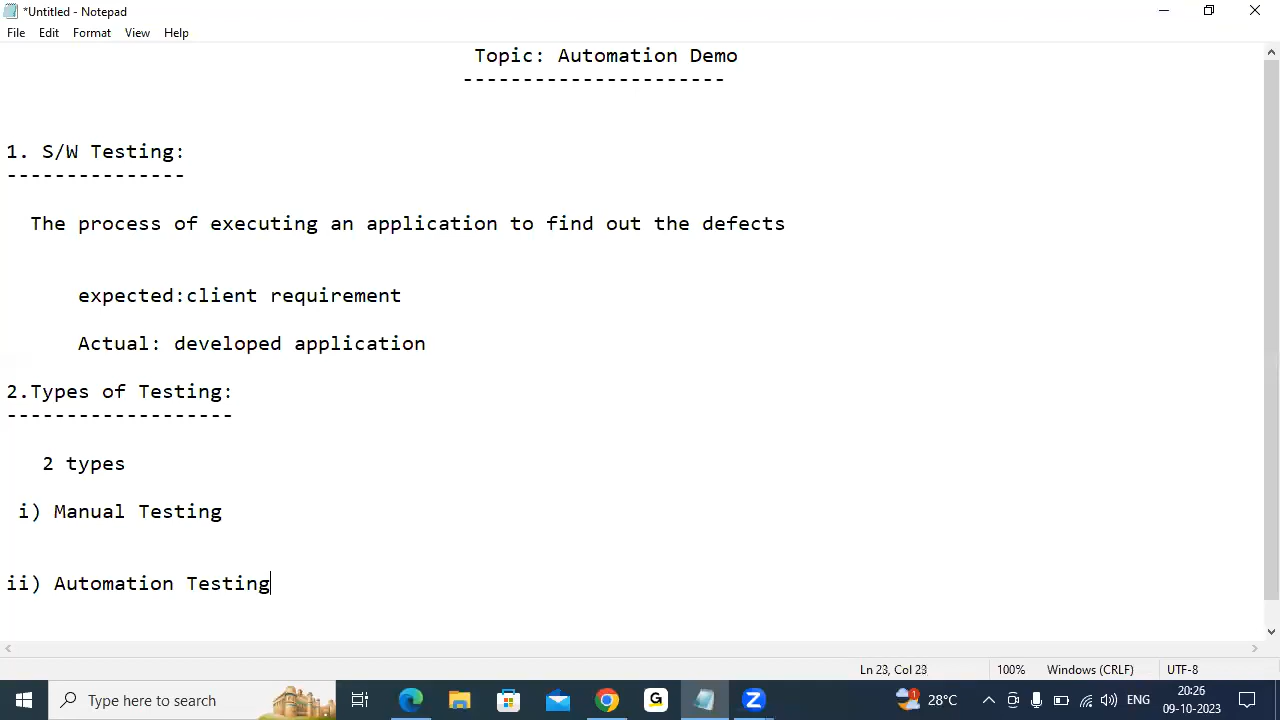 *Untitled - Notepad
File Edit Format View Help
Topic: Automation Demo
----------------------
1. S/W Testing:
---------------
The process of executing an application to find out the defects
expected:client requirement
Actual: developed application
2.Types of Testing:
-------------------
2 types
i) Manual Testing
ii) Automation Testing
Ln 23, Col 23 100% Windows (CRLF) UTF-8
Type here to search 28°C ENG 20:26
09-10-2023